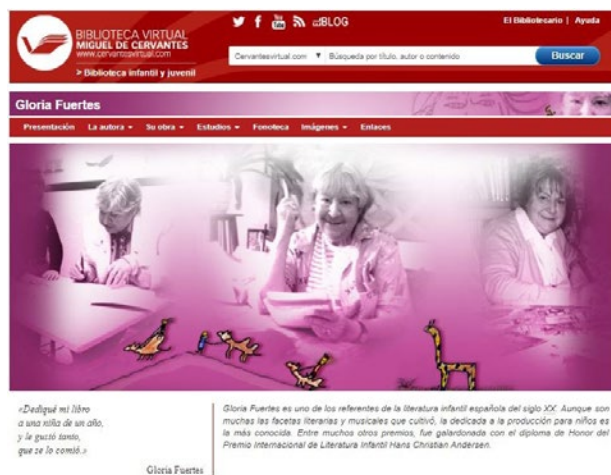 BIBLIOTECA VIRTUAL
MIGUEL DE CERVANTES
www.cervantesvirtual.com
> Biblioteca infantil y juvenil
You Tube BLOG
El Bibliotecario | Ayuda
Cervantesvirtual.com ▼ Búsqueda por título, autor o contenido Buscar
Gloria Fuertes
Presentación La autora Su obra Estudios Fonoteca Imágenes Enlaces
«Dediqué mi libro
a una niña de un año,
y le gustó tanto,
que se lo comió.»
Gloria Fuertes
Gloria Fuertes es uno de los referentes de la literatura infantil española del siglo XX. Aunque son
muchas las facetas literarias y musicales que cultivó, la dedicada a la producción para niños es
la más conocida. Entre muchos otros premios, fue galardonada con el diploma de Honor del
Premio Internacional de Literatura Infantil Hans Christian Andersen.